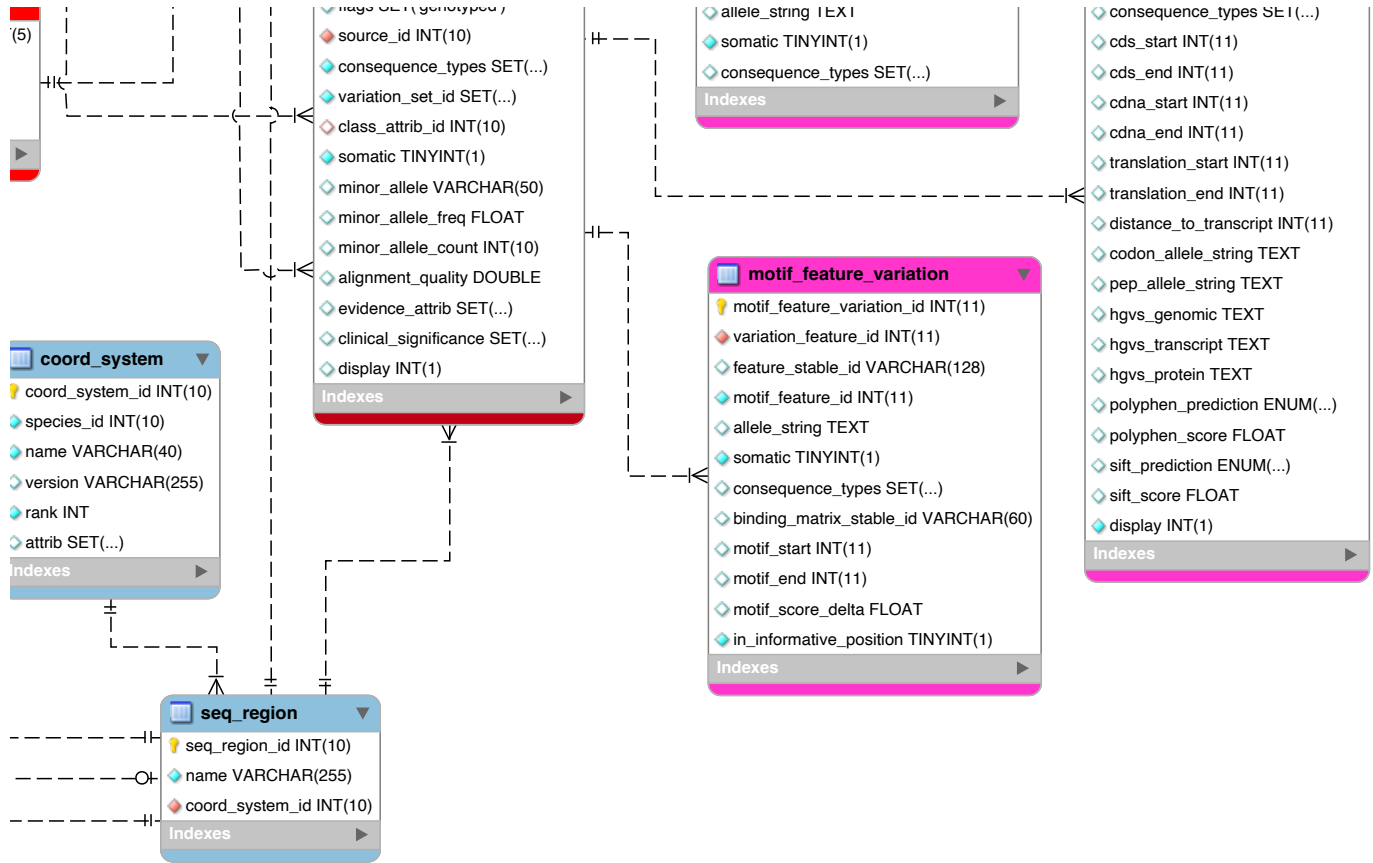 (5)
flags SET('genotyped')
source_id INT(10)
consequence_types SET(...)
variation_set_id SET(...)
class_attrib_id INT(10)
somatic TINYINT(1)
minor_allele VARCHAR(50)
minor_allele_freq FLOAT
minor_allele_count INT(10)
alignment_quality DOUBLE
evidence_attrib SET(...)
clinical_significance SET(...)
display INT(1)
Indexes
allele_string TEXT
somatic TINYINT(1)
consequence_types SET(...)
Indexes
consequence_types SET(...)
cds_start INT(11)
cds_end INT(11)
cdna_start INT(11)
cdna_end INT(11)
translation_start INT(11)
translation_end INT(11)
distance_to_transcript INT(11)
codon_allele_string TEXT
pep_allele_string TEXT
hgvs_genomic TEXT
hgvs_transcript TEXT
hgvs_protein TEXT
polyphen_prediction ENUM(...)
polyphen_score FLOAT
sift_prediction ENUM(...)
sift_score FLOAT
display INT(1)
Indexes
motif_feature_variation
motif_feature_variation_id INT(11)
variation_feature_id INT(11)
feature_stable_id VARCHAR(128)
motif_feature_id INT(11)
allele_string TEXT
somatic TINYINT(1)
consequence_types SET(...)
binding_matrix_stable_id VARCHAR(60)
motif_start INT(11)
motif_end INT(11)
motif_score_delta FLOAT
in_informative_position TINYINT(1)
Indexes
coord_system
coord_system_id INT(10)
species_id INT(10)
name VARCHAR(40)
version VARCHAR(255)
rank INT
attrib SET(...)
Indexes
seq_region
seq_region_id INT(10)
name VARCHAR(255)
coord_system_id INT(10)
Indexes